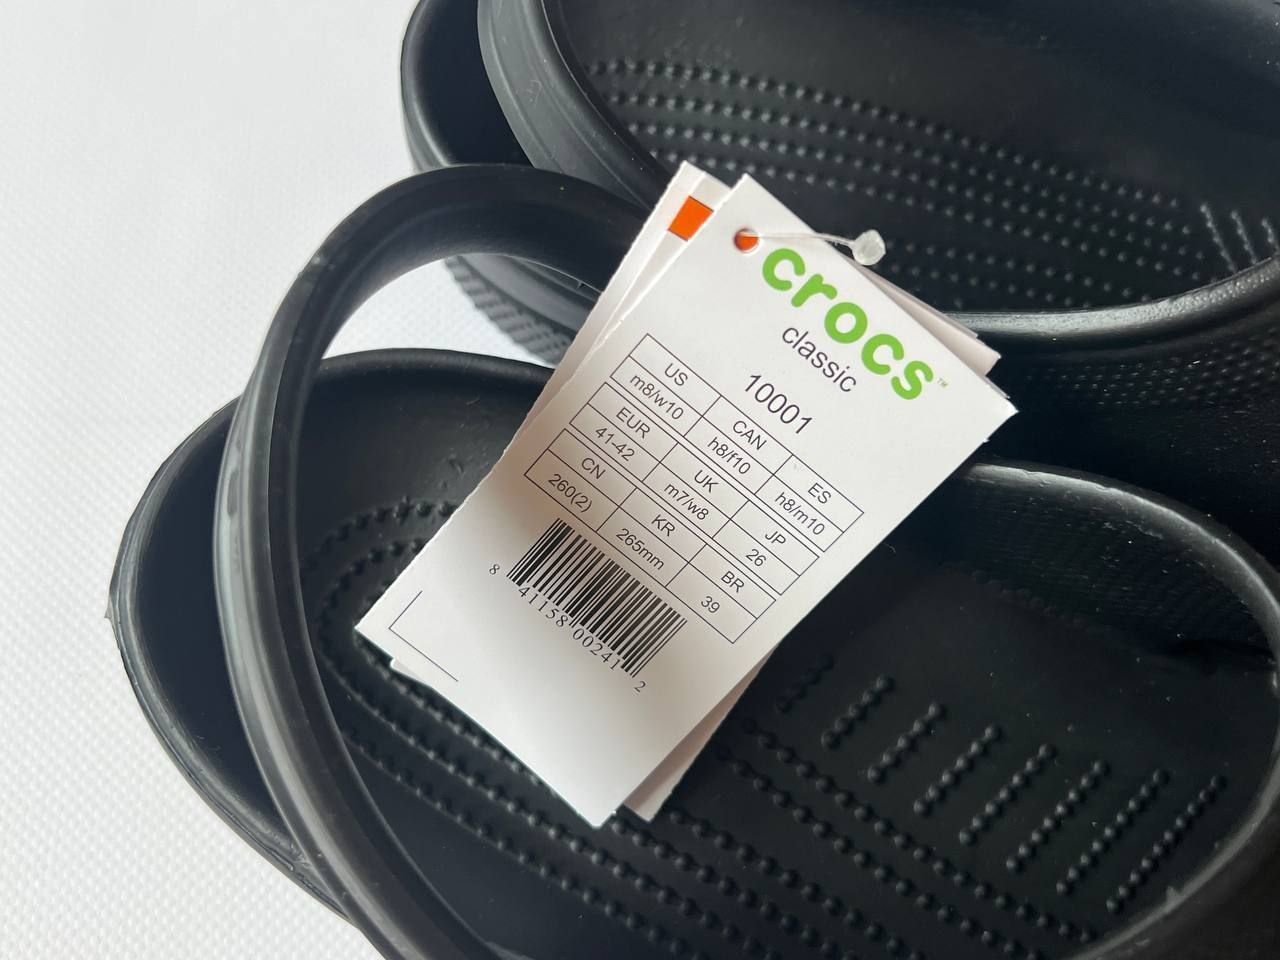 crocs™
classic
10001
US CAN ES
m8/w10 h8/f10 h8/m10
EUR UK JP
41-42 m7/w8 26
CN KR BR
260(2) 265mm 39
8 41158 00241 2